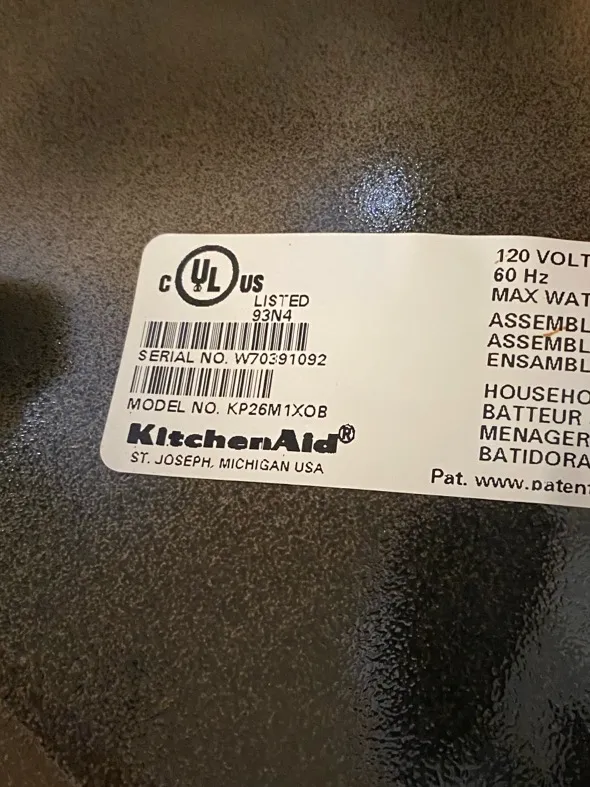 C UL US
LISTED
93N4
SERIAL NO. W70391092
MODEL NO. KP26M1XOB
KitchenAid®
ST. JOSEPH, MICHIGAN USA
120 VOLT
60 Hz
MAX WAT
ASSEMBL
ASSEMBL
ENSAMBL
HOUSEHO
BATTEUR
MENAGER
BATIDORA
Pat. www.patent